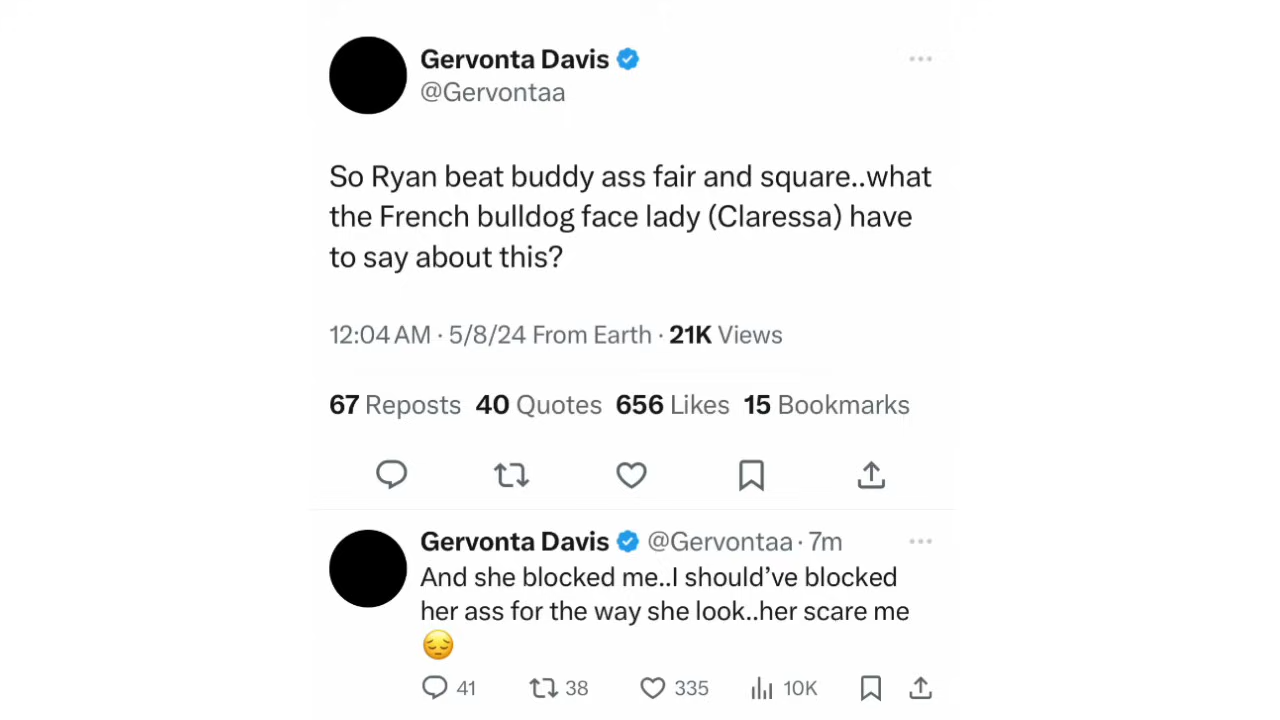 Gervonta Davis
@Gervontaa
So Ryan beat buddy ass fair and square..what
the French bulldog face lady (Claressa) have
to say about this?
12:04 AM · 5/8/24 From Earth · 21K Views
67 Reposts 40 Quotes 656 Likes 15 Bookmarks
Gervonta Davis @Gervontaa · 7m
And she blocked me..I should’ve blocked
her ass for the way she look..her scare me
😔
41 38 335 10K